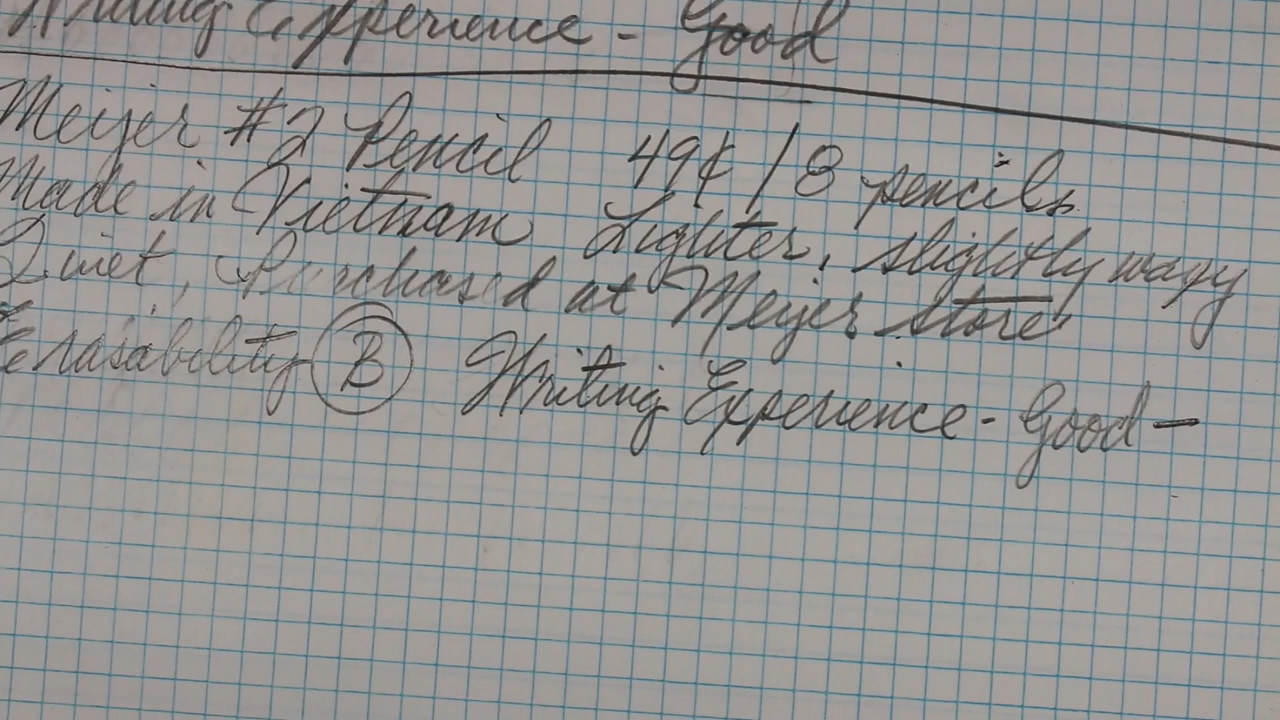 Writing Experience - Good
Meijer #2 Pencil 49¢ / 8 pencils
Made in Vietnam Lighter, slightly waxy
Quiet, Purchased at Meijer store
Erasability B Writing Experience - Good -